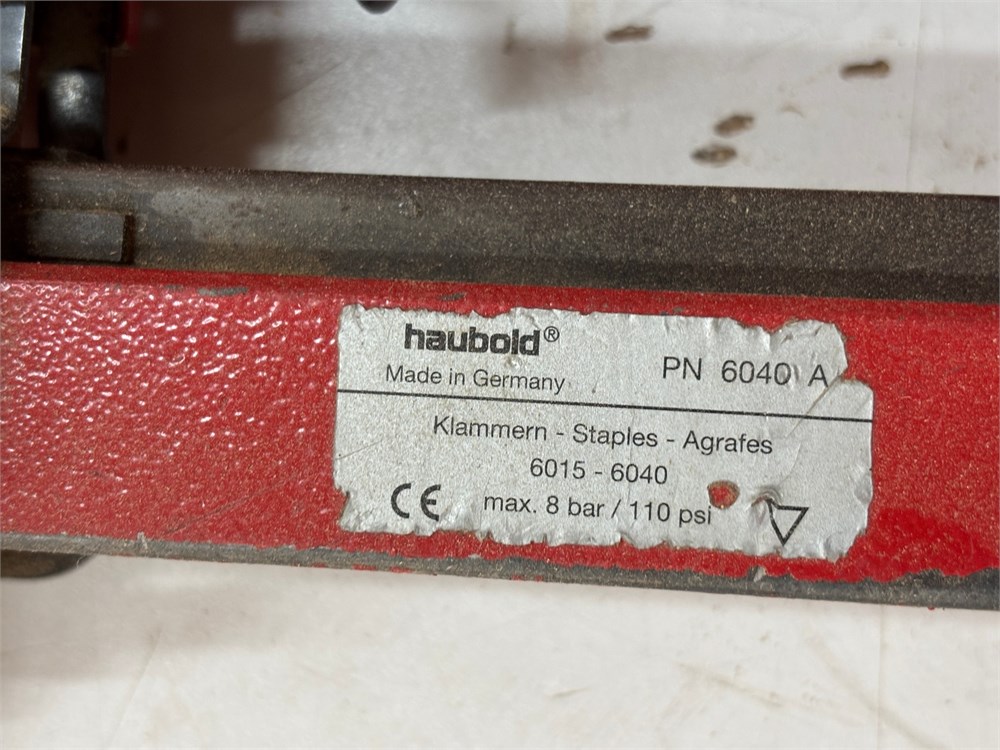 haubold®
Made in Germany
PN 6040 A
Klammern - Staples - Agrafes
6015 - 6040
CE max. 8 bar / 110 psi